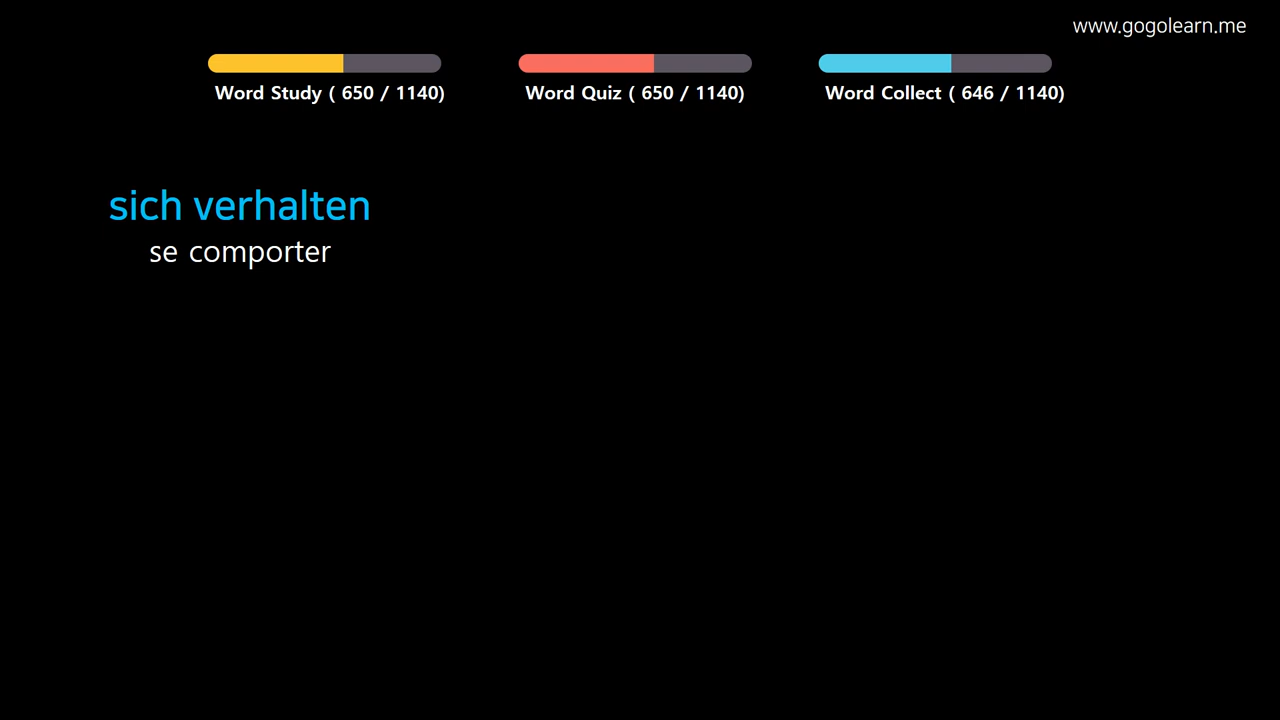 www.gogolearn.me
Word Study ( 650 / 1140)
Word Quiz ( 650 / 1140)
Word Collect ( 646 / 1140)
sich verhalten
se comporter